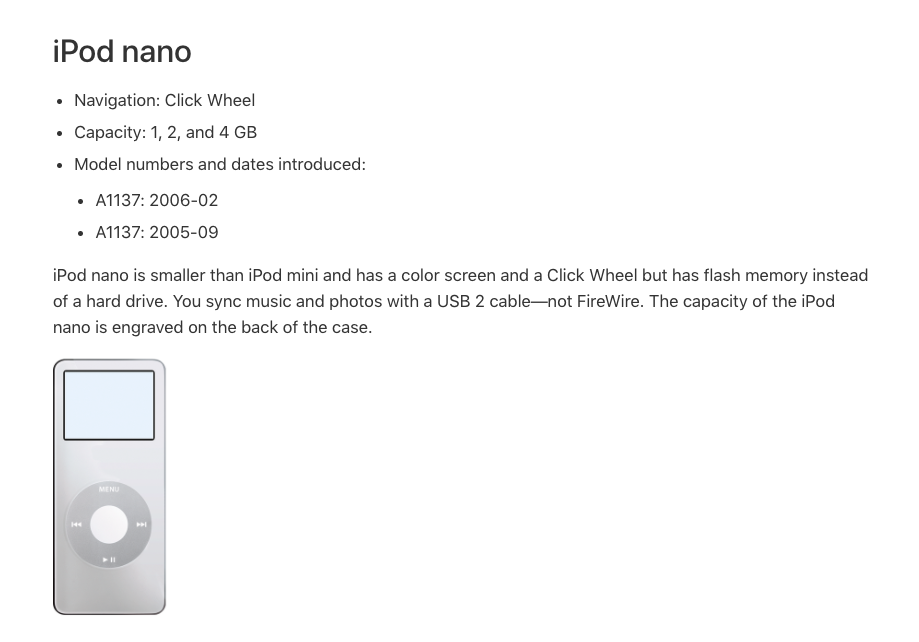 iPod nano
• Navigation: Click Wheel
• Capacity: 1, 2, and 4 GB
• Model numbers and dates introduced:
• A1137: 2006-02
• A1137: 2005-09
iPod nano is smaller than iPod mini and has a color screen and a Click Wheel but has flash memory instead
of a hard drive. You sync music and photos with a USB 2 cable—not FireWire. The capacity of the iPod
nano is engraved on the back of the case.
MENU